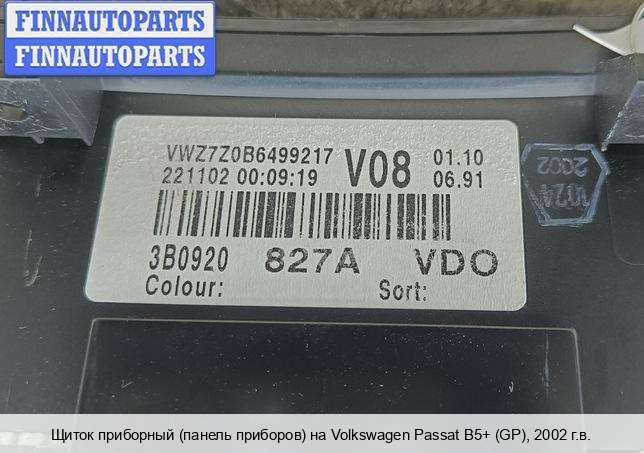 FINNAUTOPARTS
FINNAUTOPARTS
VWZ7Z0B6499217 V08 01.10
221102 00:09:19 06.91
3B0920 827A VDO
Colour: Sort:
1024
2002
Щиток приборный (панель приборов) на Volkswagen Passat B5+ (GP), 2002 г.в.